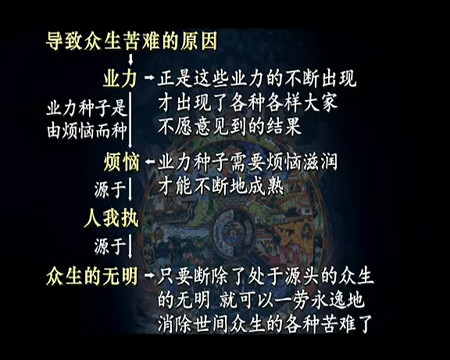 导致众生苦难的原因
业力 正是这些业力的不断出现
才出现了各种各样大家
不愿意见到的结果
业力种子是
由烦恼而种
烦恼 业力种子需要烦恼滋润
才能不断地成熟
源于
人我执
源于
众生的无明 只要断除了处于源头的众生
的无明 就可以一劳永逸地
消除世间众生的各种苦难了